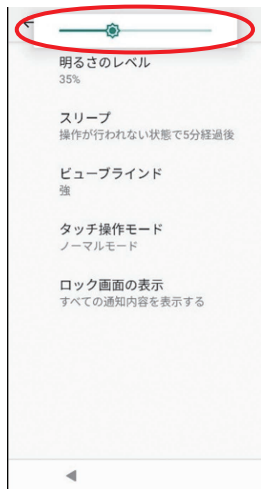 明るさのレベル
35%
スリープ
操作が行われない状態で5分経過後
ビューブラインド
強
タッチ操作モード
ノーマルモード
ロック画面の表示
すべての通知内容を表示する